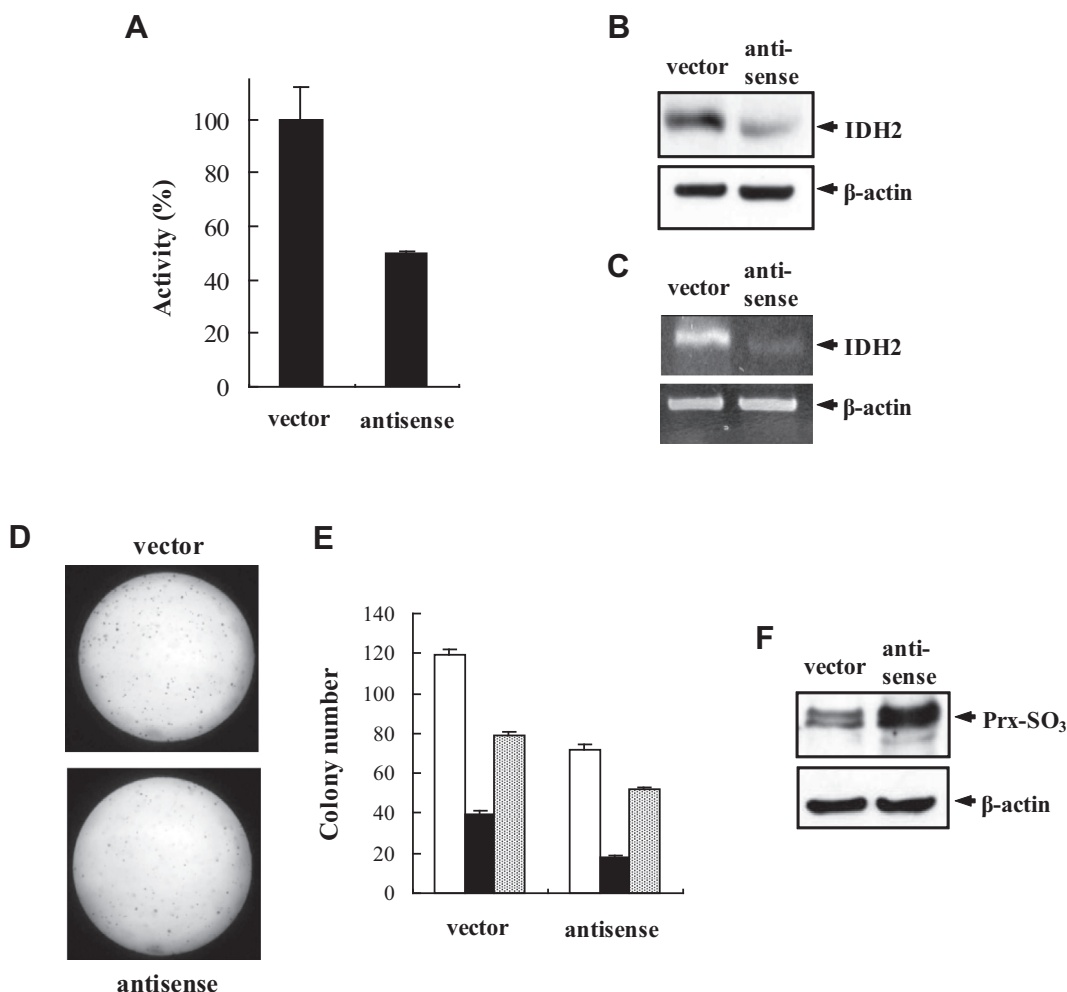 A
Activity (%)
100
80
60
40
20
0
vector
antisense
B
vector
anti-
sense
IDH2
β-actin
C
vector
anti-
sense
IDH2
β-actin
D
vector
antisense
E
Colony number
140
120
100
80
60
40
20
0
vector
antisense
F
vector
anti-
sense
Prx-SO₃
β-actin